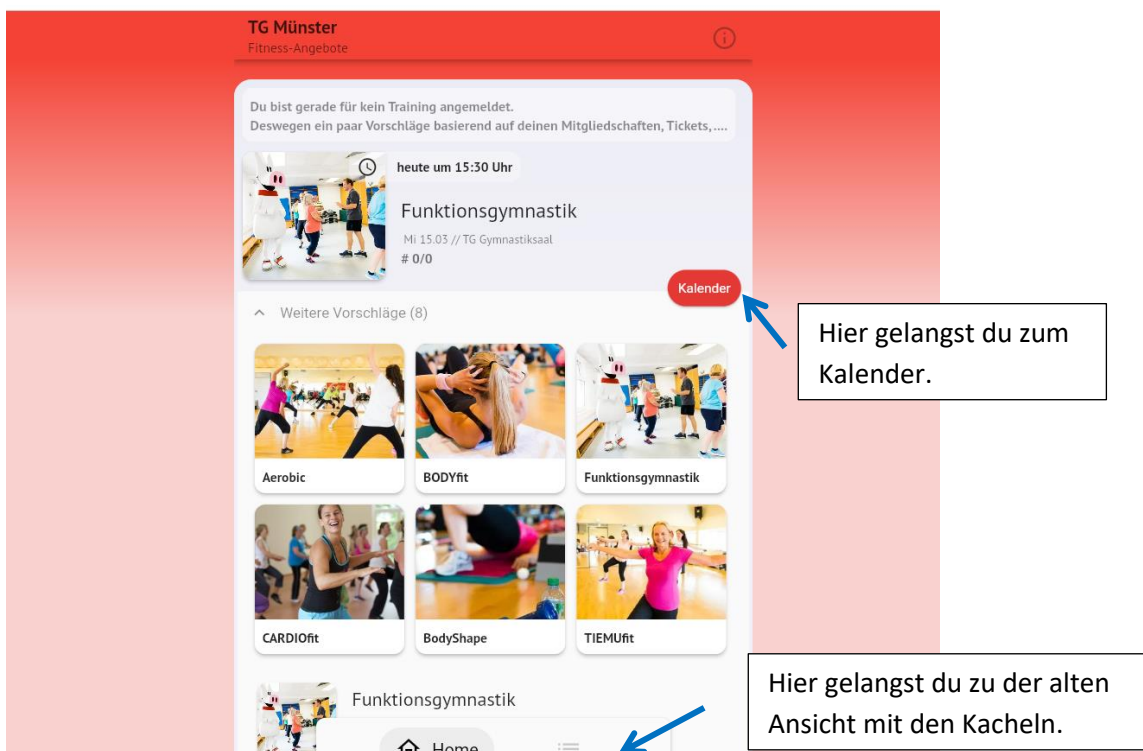 TG Münster
Fitness-Angebote
Du bist gerade für kein Training angemeldet.
Deswegen ein paar Vorschläge basierend auf deinen Mitgliedschaften, Tickets, ....
heute um 15:30 Uhr
Funktionsgymnastik
Mi 15.03 // TG Gymnastiksaal
# 0/0
Kalender
Hier gelangst du zum
Kalender.
Weitere Vorschläge (8)
Aerobic
BODYfit
Funktionsgymnastik
CARDIOfit
BodyShape
TIEMUfit
Hier gelangst du zu der alten
Ansicht mit den Kacheln.
Funktionsgymnastik
Home